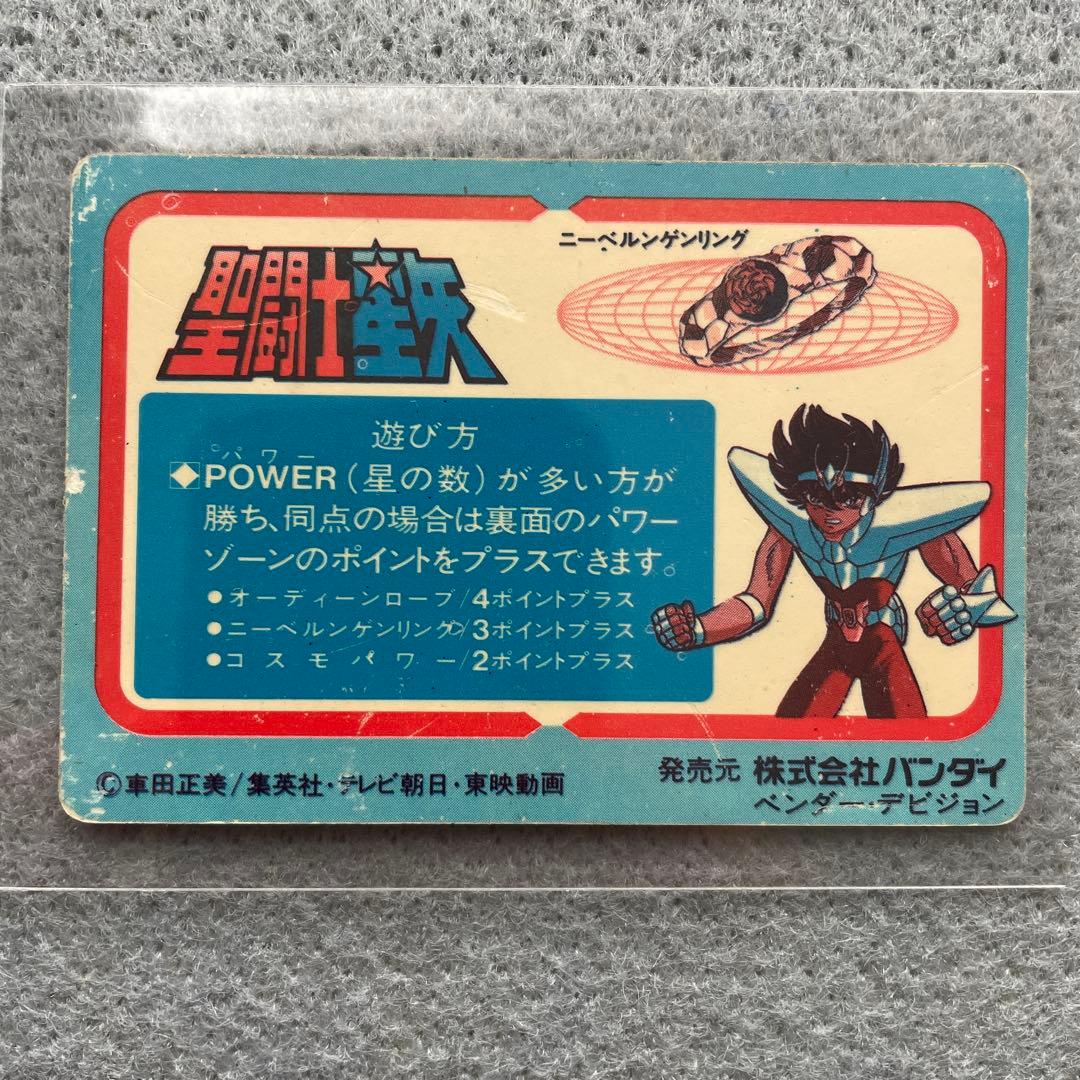 聖闘士星矢
ニーベルンゲンリング
遊び方
パワー
◆POWER(星の数)が多い方が
勝ち、同点の場合は裏面のパワー
ゾーンのポイントをプラスできます。
●オーディーンローブ/4ポイントプラス
●ニーベルンゲンリング/3ポイントプラス
●コスモパワー/2ポイントプラス
©車田正美/集英社・テレビ朝日・東映動画
発売元 株式会社バンダイ
ベンダー・デビジョン